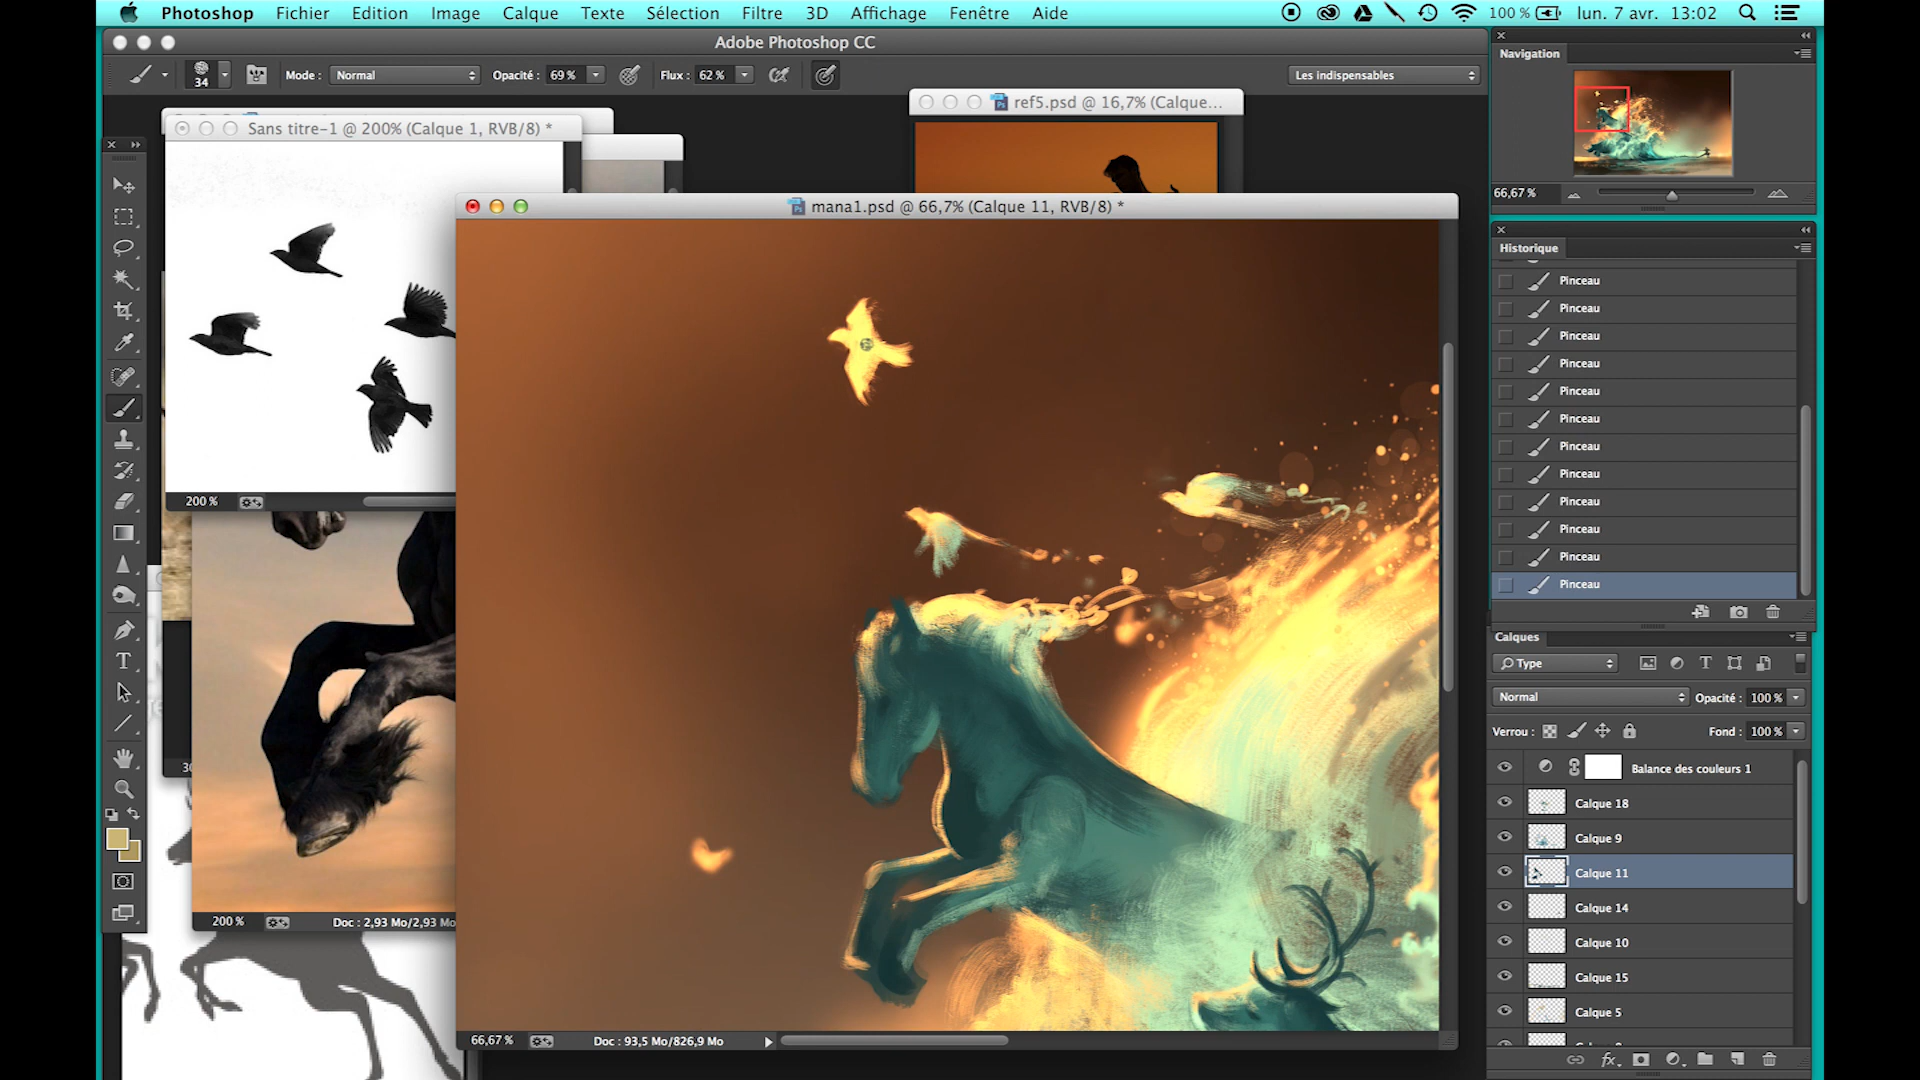 Photoshop Fichier Edition Image Calque Texte Sélection Filtre 3D Affichage Fenêtre Aide 100 % lun. 7 avr. 13:02
Adobe Photoshop CC
34 Mode : Normal Opacité : 69 % Flux : 62 % Les indispensables
Navigation
66,67 %
ref5.psd @ 16,7% (Calque...
Sans titre-1 @ 200% (Calque 1, RVB/8) *
mana1.psd @ 66,7% (Calque 11, RVB/8) *
Historique
Pinceau
Pinceau
Pinceau
Pinceau
Pinceau
Pinceau
Pinceau
Pinceau
Pinceau
Pinceau
Pinceau
Pinceau
200 %
Calques
Type
Normal Opacité : 100 %
Verrou : Fond : 100 %
Balance des couleurs 1
Calque 18
Calque 9
Calque 11
Calque 14
Calque 10
Calque 15
Calque 5
200 % Doc : 2,93 Mo/2,93 Mo
66,67 % Doc : 93,5 Mo/826,9 Mo